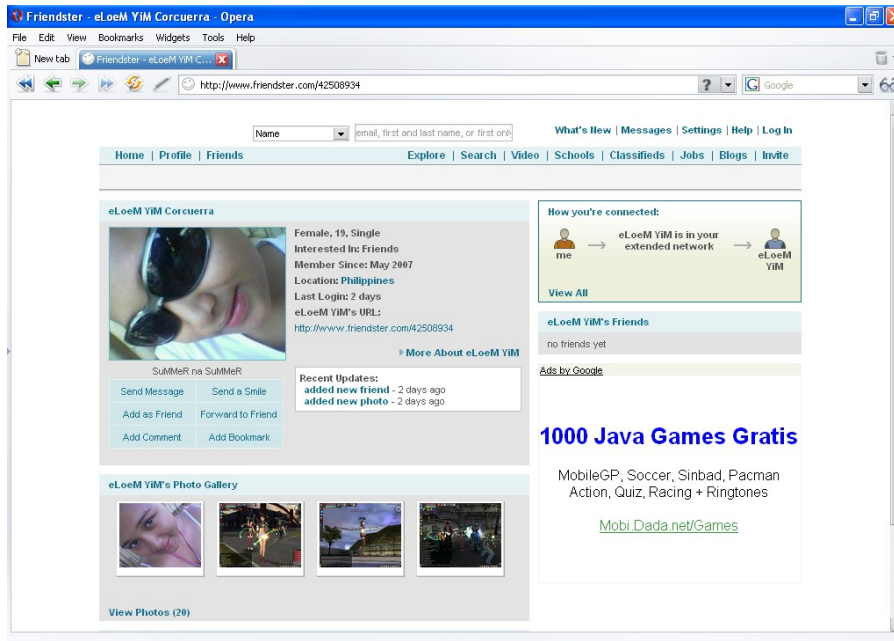 Friendster - eLoeM YiM Corcuerra - Opera
File Edit View Bookmarks Widgets Tools Help
New tab Friendster - eLoeM YiM C...
http://www.friendster.com/42508934 ? Google
Name email, first and last name, or first only
What's New | Messages | Settings | Help | Log In
Home | Profile | Friends Explore | Search | Video | Schools | Classifieds | Jobs | Blogs | Invite
eLoeM YiM Corcuerra
Female, 19, Single
Interested In: Friends
Member Since: May 2007
Location: Philippines
Last Login: 2 days
eLoeM YiM's URL:
http://www.friendster.com/42508934
More About eLoeM YiM
SuMMeR na SuMMeR
Send Message Send a Smile
Add as Friend Forward to Friend
Add Comment Add Bookmark
Recent Updates:
added new friend - 2 days ago
added new photo - 2 days ago
eLoeM YiM's Photo Gallery
View Photos (20)
How you're connected:
me
eLoeM YiM is in your
extended network
eLoeM
YiM
View All
eLoeM YiM's Friends
no friends yet
Ads by Google
1000 Java Games Gratis
MobileGP, Soccer, Sinbad, Pacman
Action, Quiz, Racing + Ringtones
Mobi.Dada.net/Games